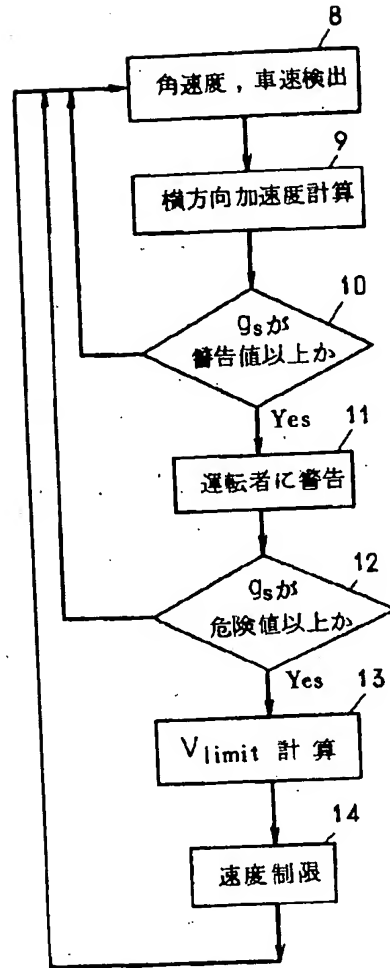 8
角速度，車速検出
9
横方向加速度計算
10
gsが
警告値以上か
Yes
11
運転者に警告
12
gsが
危険値以上か
Yes
13
Vlimit 計算
14
速度制限